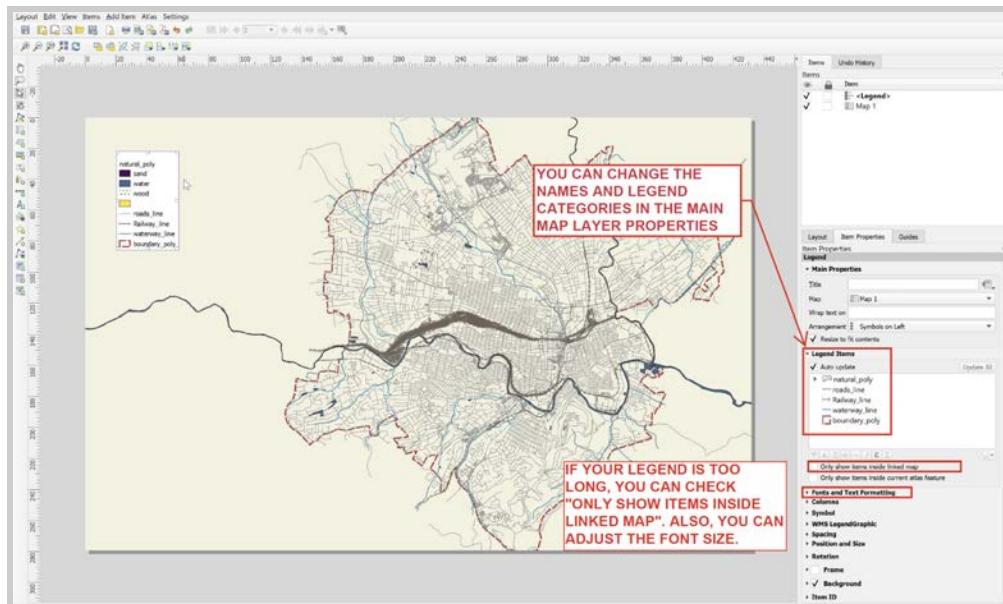 Layout Edit View Items Add Item Atlas Settings
Items Undo History
Items
Item
<Legend>
Map 1
natural_poly
sand
water
wood
roads_line
Railway_line
waterway_line
boundary_poly
YOU CAN CHANGE THE
NAMES AND LEGEND
CATEGORIES IN THE MAIN
MAP LAYER PROPERTIES
IF YOUR LEGEND IS TOO
LONG, YOU CAN CHECK
"ONLY SHOW ITEMS INSIDE
LINKED MAP". ALSO, YOU CAN
ADJUST THE FONT SIZE.
Layout Item Properties Guides
Item Properties
Legend
Main Properties
Title
Map Map 1
Wrap text on
Arrangement Symbols on Left
Resize to fit contents
Legend Items
Auto update Update All
natural_poly
roads_line
Railway_line
waterway_line
boundary_poly
Only show items inside linked map
Only show items inside current atlas feature
Fonts and Text Formatting
Columns
Symbol
WMS LegendGraphic
Spacing
Position and Size
Rotation
Frame
Background
Item ID